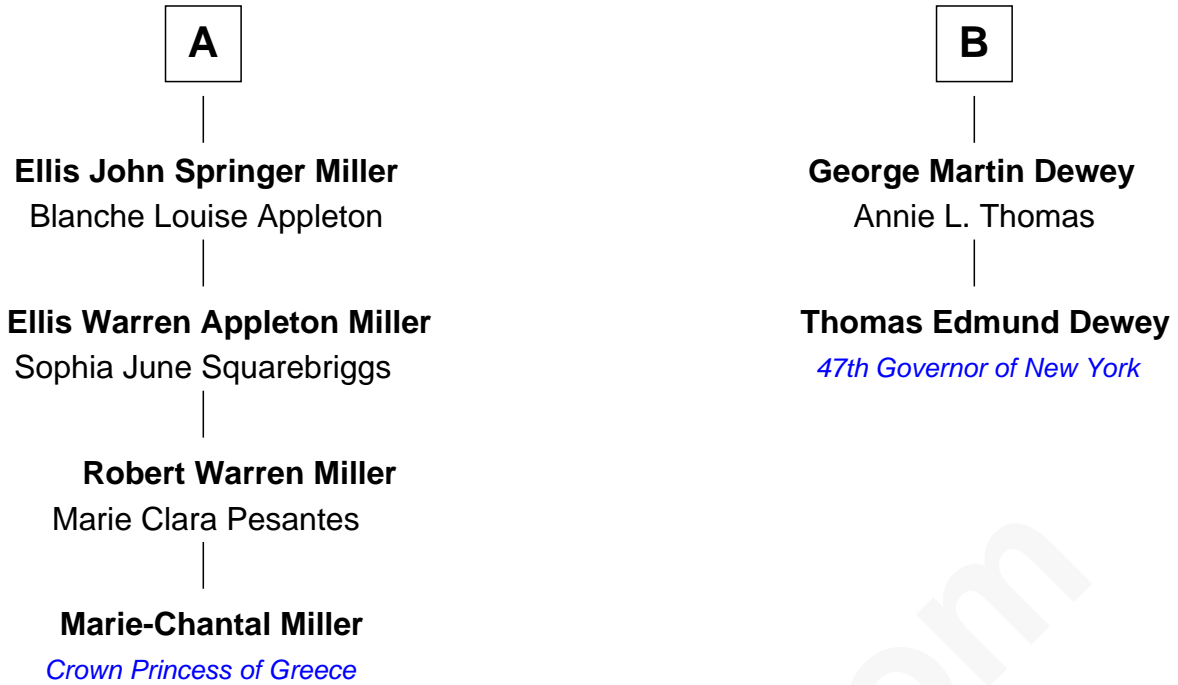 A
Ellis John Springer Miller
Blanche Louise Appleton
Ellis Warren Appleton Miller
Sophia June Squarebriggs
Robert Warren Miller
Marie Clara Pesantes
Marie-Chantal Miller
Crown Princess of Greece
B
George Martin Dewey
Annie L. Thomas
Thomas Edmund Dewey
47th Governor of New York
om